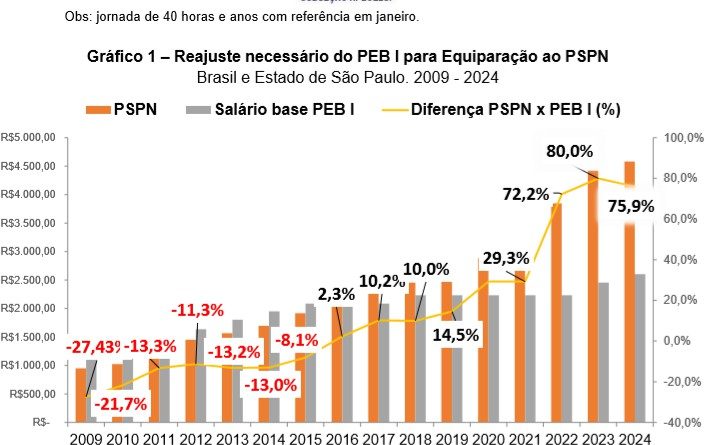 Obs: jornada de 40 horas e anos com referência em janeiro.
Gráfico 1 – Reajuste necessário do PEB I para Equiparação ao PSPN
Brasil e Estado de São Paulo. 2009 - 2024
PSPN Salário base PEB I Diferença PSPN x PEB I (%)
R$5.000,00 100,0%
R$4.500,00
80,0%
R$4.000,00 80,0%
72,2%
75,9%
R$3.500,00 60,0%
R$3.000,00
40,0%
29,3%
R$2.500,00
10,2% 10,0%
2,3%
R$2.000,00 20,0%
-11,3%
14,5%
R$1.500,00
-27,43% -13,3% -13,2% -8,1% 0,0%
R$1.000,00
-13,0%
-20,0%
R$500,00
-21,7%
R$- -40,0%
2009 2010 2011 2012 2013 2014 2015 2016 2017 2018 2019 2020 2021 2022 2023 2024